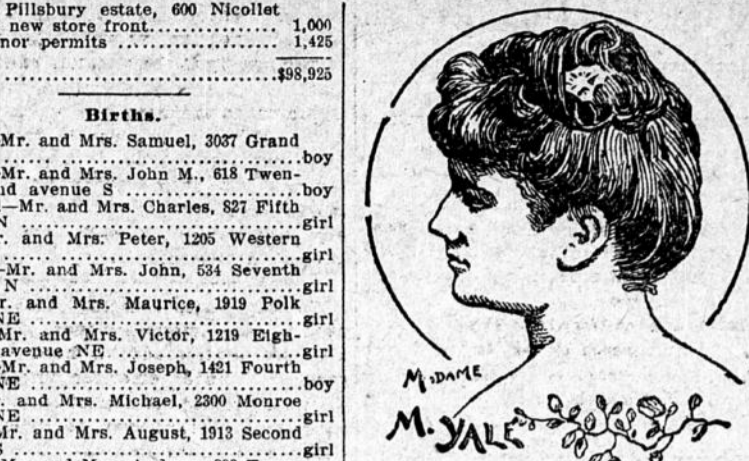 Pillsbury estate, 600 Nicollet
new store front.................. 1,000
nor permits .................. 1,425
..................$98,925
Births.
Mr. and Mrs. Samuel, 3037 Grand
..................boy
-Mr. and Mrs. John M., 618 Twen-
nd avenue S ..................boy
.—Mr. and Mrs. Charles, 827 Fifth
N ..................girl
r. and Mrs. Peter, 1205 Western
..................girl
-Mr. and Mrs. John, 534 Seventh
N ..................girl
r. and Mrs. Maurice, 1919 Polk
NE ..................girl
Mr. and Mrs. Victor, 1219 Eigh-
avenue NE ..................girl
-Mr. and Mrs. Joseph, 1421 Fourth
NE ..................boy
. and Mrs. Michael, 2300 Monroe
NE ..................girl
Mr. and Mrs. August, 1913 Second
S ..................girl
MADAME
M. YALE